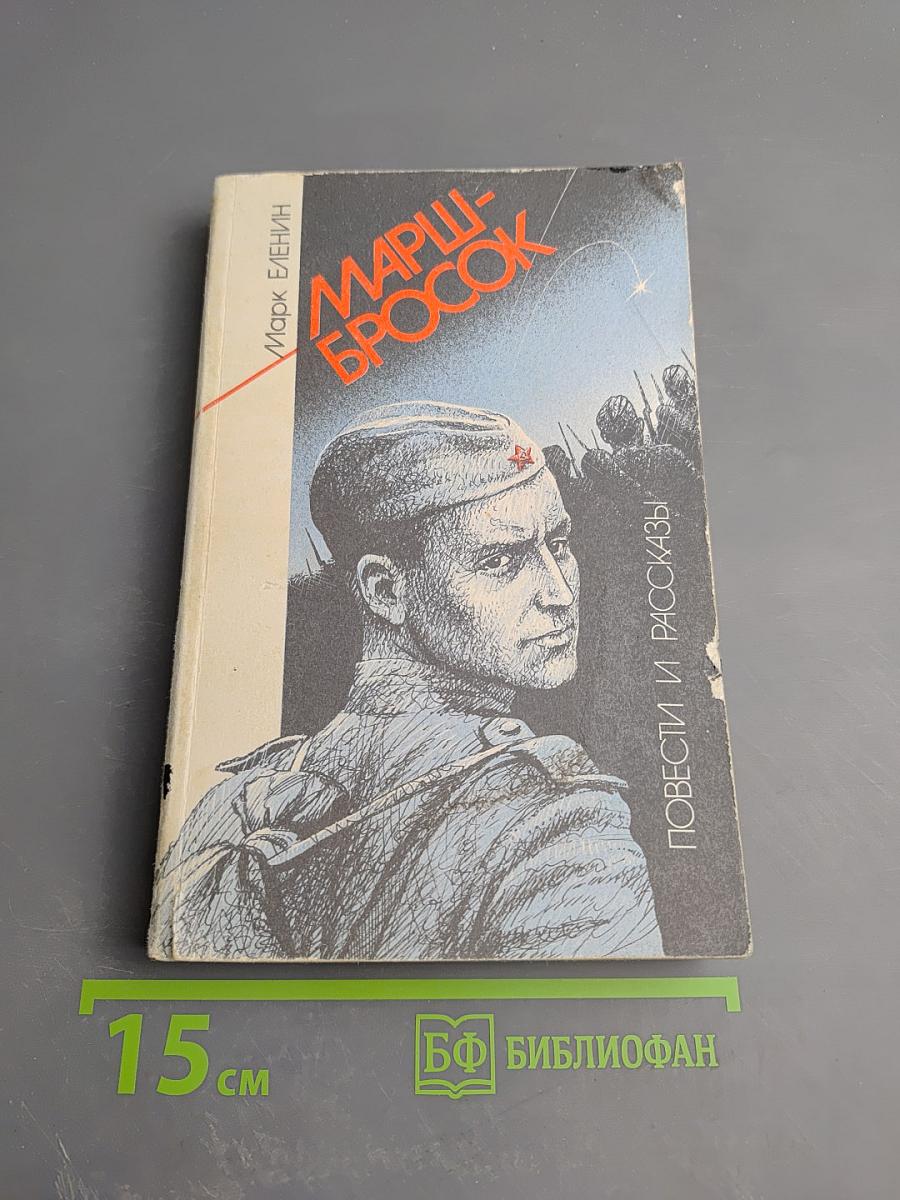 Марк ЕЛЕНИН
МАРШ-
БРОСОК
ПОВЕСТИ И РАССКАЗЫ
15 см
БФ БИБЛИОФАН